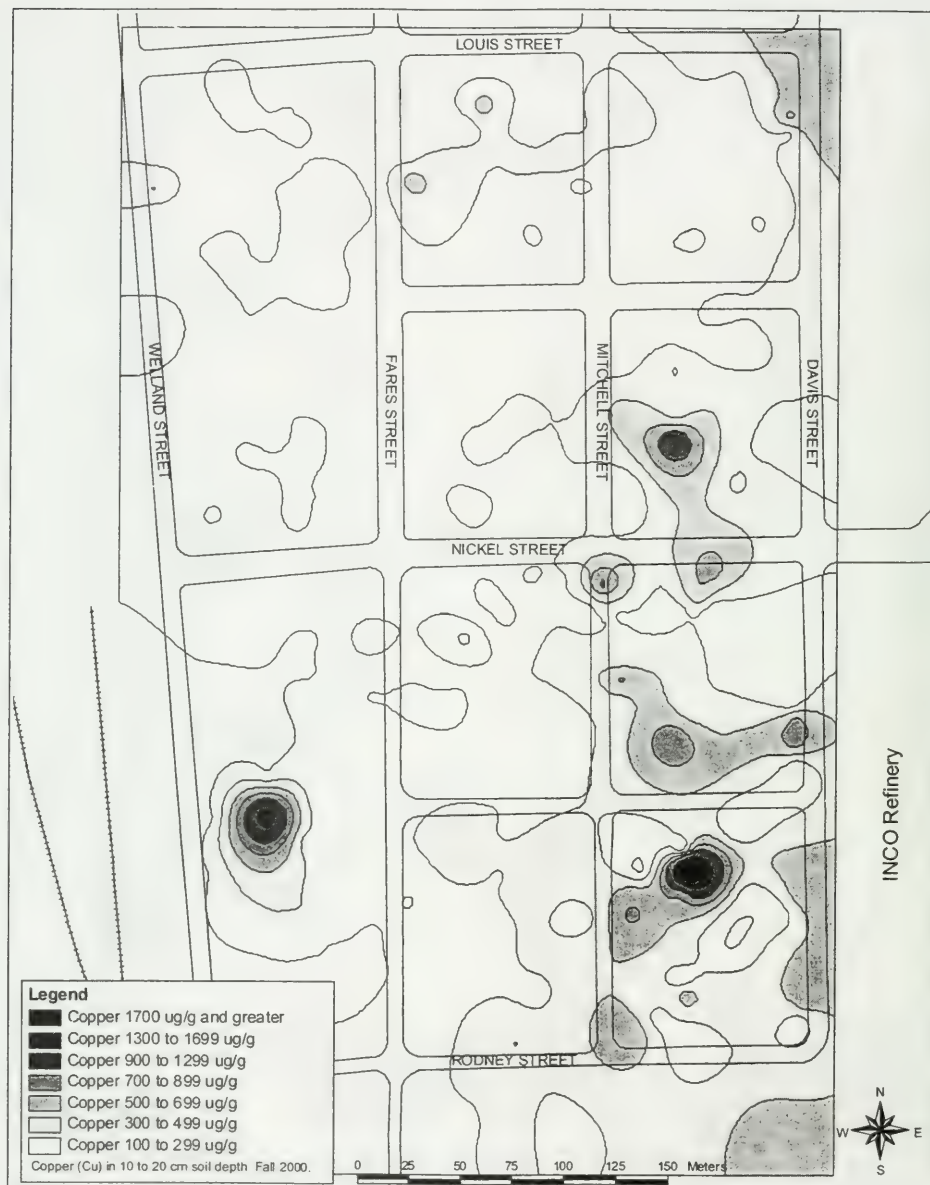 LOUIS STREET
WELLAND STREET
FARES STREET
MITCHELL STREET
DAVIS STREET
NICKEL STREET
INCO Refinery
RODNEY STREET
Legend
Copper 1700 ug/g and greater
Copper 1300 to 1699 ug/g
Copper 900 to 1299 ug/g
Copper 700 to 899 ug/g
Copper 500 to 699 ug/g
Copper 300 to 499 ug/g
Copper 100 to 299 ug/g
Copper (Cu) in 10 to 20 cm soil depth Fall 2000.
0 25 50 75 100 125 150 Meters
N
W E
S